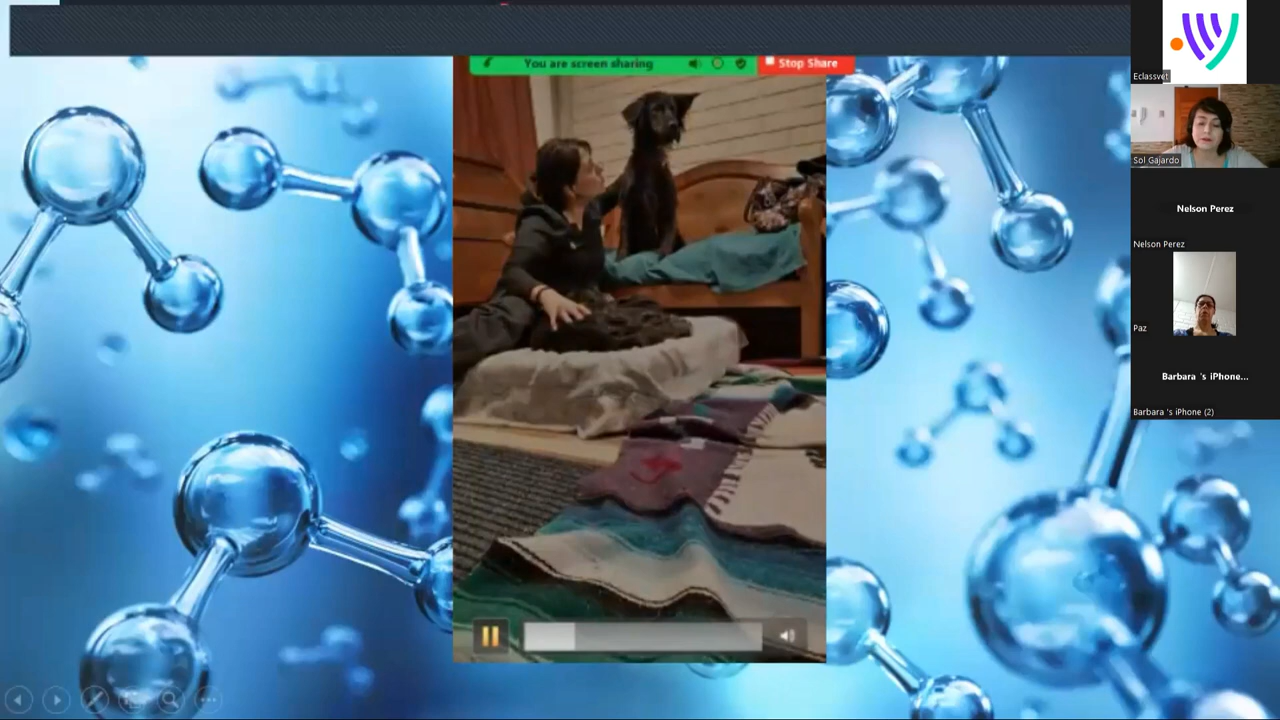 You are screen sharing
Stop Share
Eclassvet
Sol Gajardo
Nelson Perez
Nelson Perez
Paz
Barbara 's iPhone...
Barbara 's iPhone (2)